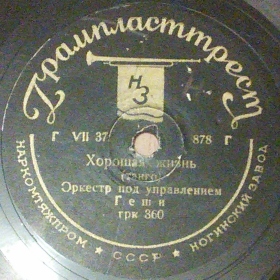 Грампласттрест
НЗ
Г VII 37 878 Г
Хорошая жизнь
(танго)
Оркестр под управлением
Геши
грк 360
НАРКОМТЯЖПРОМ * СССР * НОГИНСКИЙ ЗАВОД